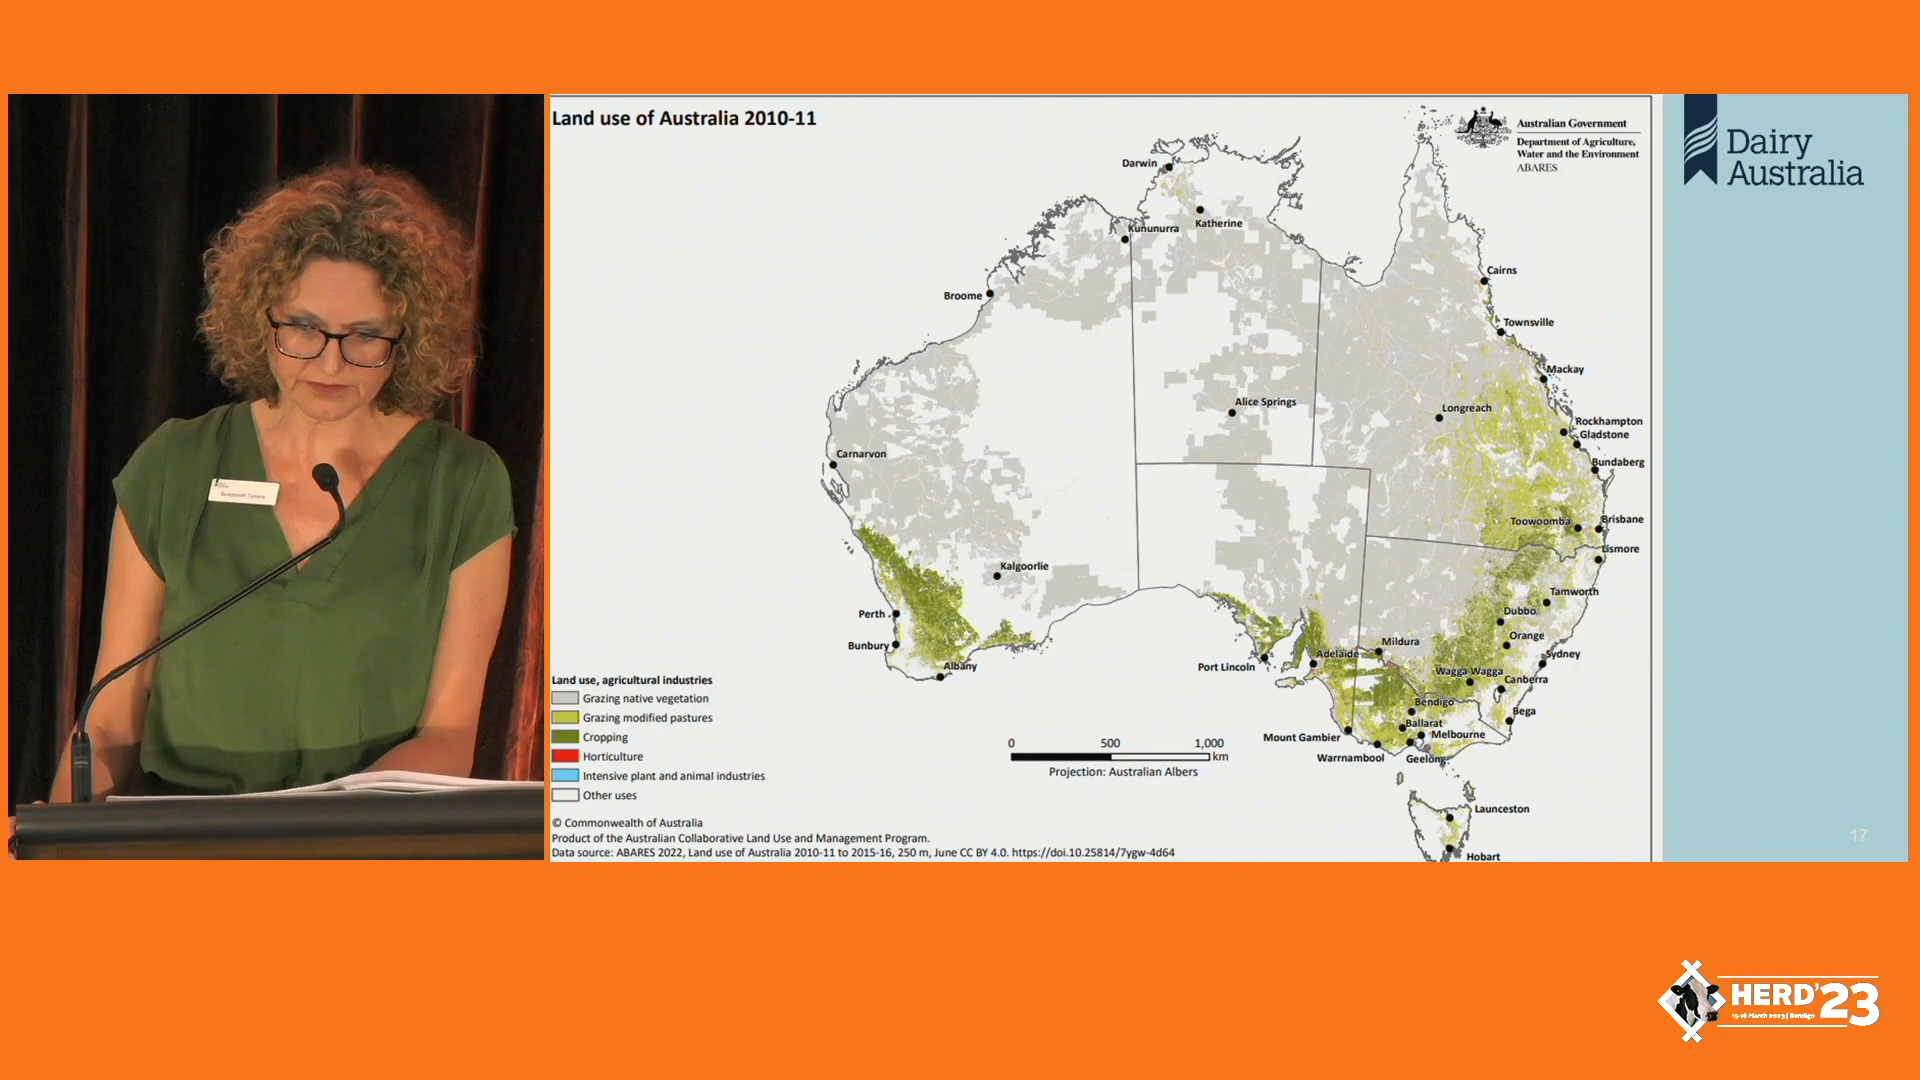 Land use of Australia 2010-11
Australian Government
Department of Agriculture,
Water and the Environment
ABARES
Dairy
Australia
Darwin
Katherine
Kununurra
Broome
Cairns
Townsville
Mackay
Alice Springs
Longreach
Rockhampton
Gladstone
Carnarvon
Bundaberg
Toowoomba
Brisbane
Lismore
Kalgoorlie
Tamworth
Dubbo
Perth
Orange
Bunbury
Mildura
Adelaide
Sydney
Albany
Port Lincoln
Wagga Wagga
Canberra
Bendigo
Bega
Ballarat
Mount Gambier
Melbourne
Warrnambool
Geelong
Launceston
Hobart
Land use, agricultural industries
Grazing native vegetation
Grazing modified pastures
Cropping
Horticulture
Intensive plant and animal industries
Other uses
0 500 1,000
km
Projection: Australian Albers
© Commonwealth of Australia
Product of the Australian Collaborative Land Use and Management Program.
Data source: ABARES 2022, Land use of Australia 2010-11 to 2015-16, 250 m, June CC BY 4.0. https://doi.org/10.25814/7ygw-4d64
17
HERD'23
15-16 March 2023 | Bendigo